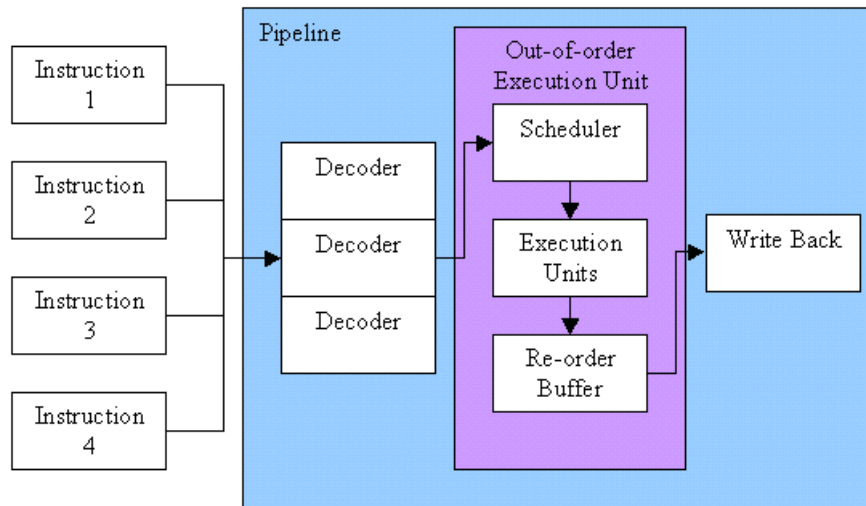 Instruction
1
Instruction
2
Instruction
3
Instruction
4
Pipeline
Decoder
Decoder
Decoder
Out-of-order
Execution Unit
Scheduler
Execution
Units
Re-order
Buffer
Write Back